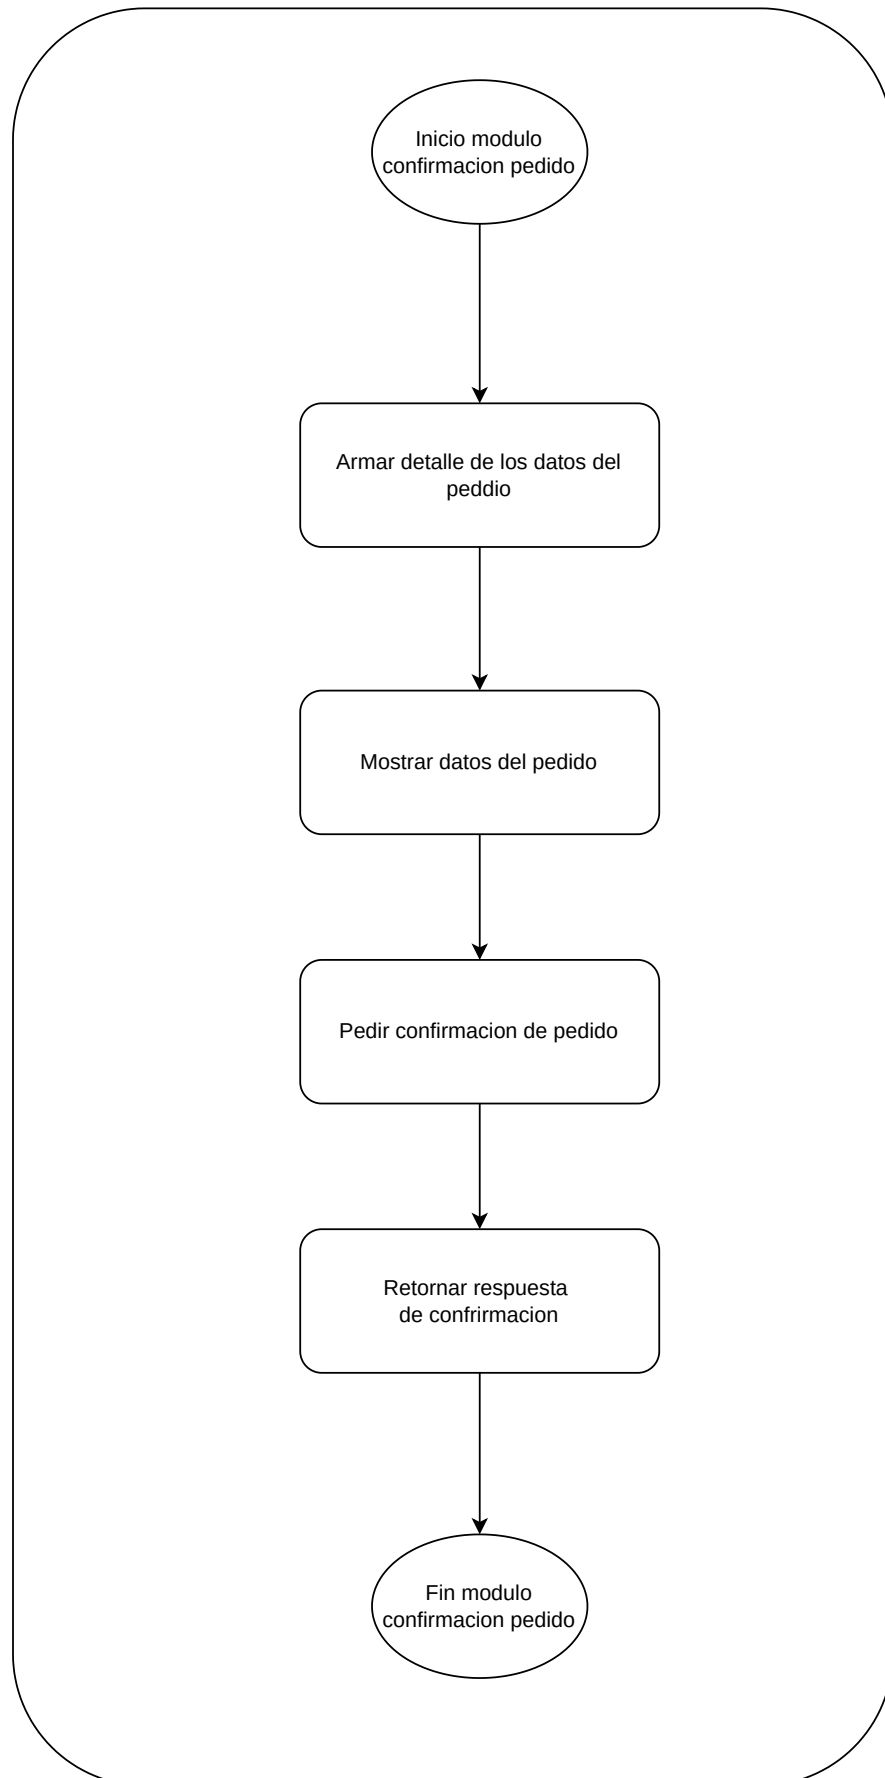 Inicio modulo
confirmacion pedido
Armar detalle de los datos del
peddio
Mostrar datos del pedido
Pedir confirmacion de pedido
Retornar respuesta
de confrirmacion
Fin modulo
confirmacion pedido